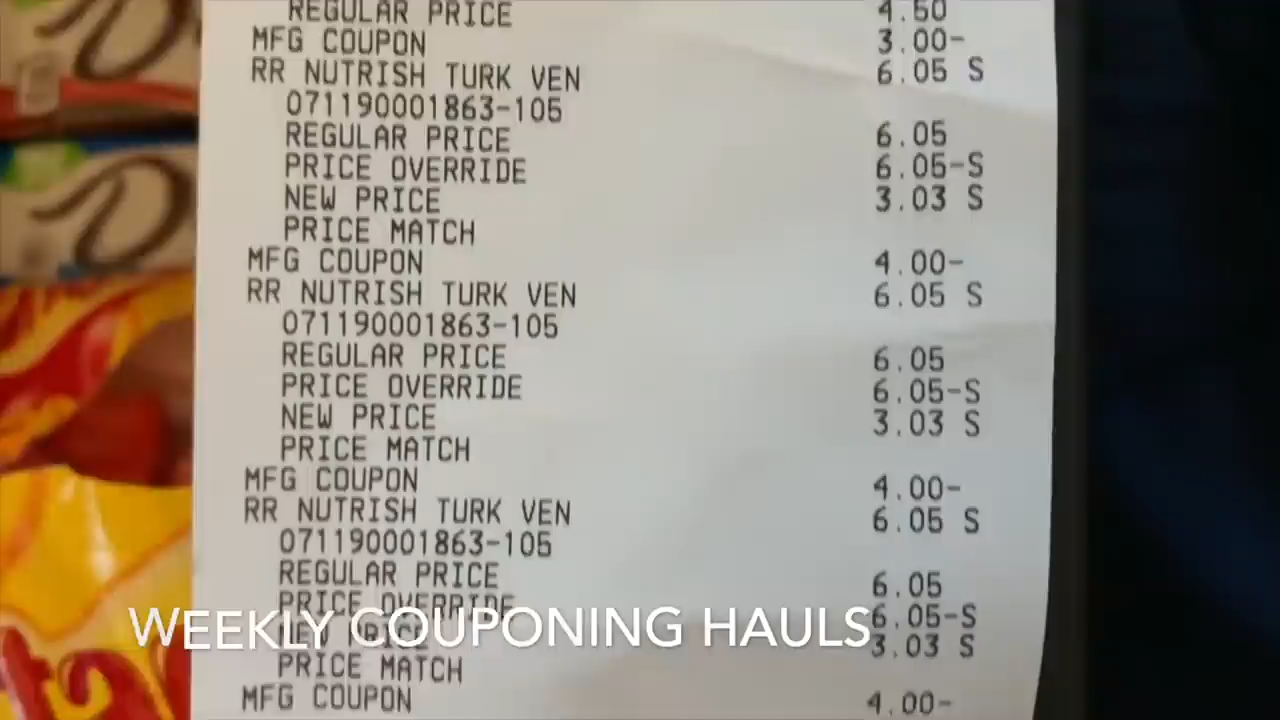 REGULAR PRICE 4.50
MFG COUPON 3.00-
RR NUTRISH TURK VEN 6.05 S
071190001863-105
REGULAR PRICE 6.05
PRICE OVERRIDE 6.05-S
NEW PRICE 3.03 S
PRICE MATCH
MFG COUPON 4.00-
RR NUTRISH TURK VEN 6.05 S
071190001863-105
REGULAR PRICE 6.05
PRICE OVERRIDE 6.05-S
NEW PRICE 3.03 S
PRICE MATCH
MFG COUPON 4.00-
RR NUTRISH TURK VEN 6.05 S
071190001863-105
REGULAR PRICE 6.05
PRICE OVERRIDE 6.05-S
WEEKLY COUPONING HAULS
NEW PRICE 3.03 S
PRICE MATCH
MFG COUPON 4.00-